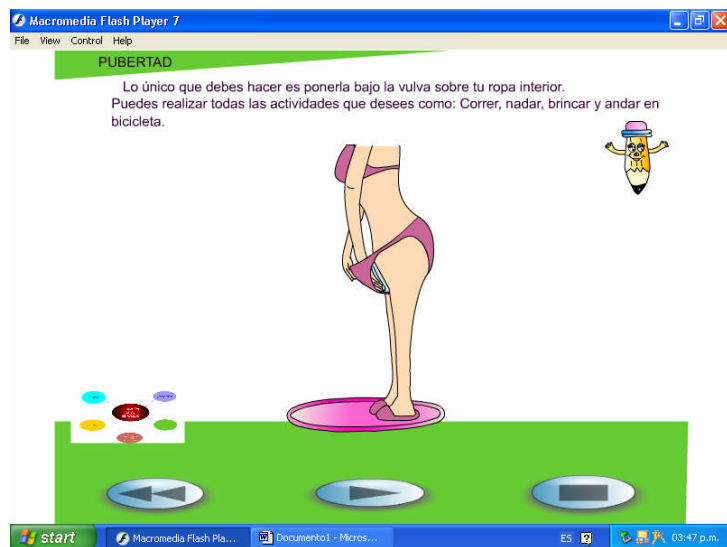 Macromedia Flash Player 7
File View Control Help
PUBERTAD
Lo único que debes hacer es ponerla bajo la vulva sobre tu ropa interior.
Puedes realizar todas las actividades que desees como: Correr, nadar, brincar y andar en
bicicleta.
start
Macromedia Flash Pla...
Documento1 - Micros...
ES
03:47 p.m.